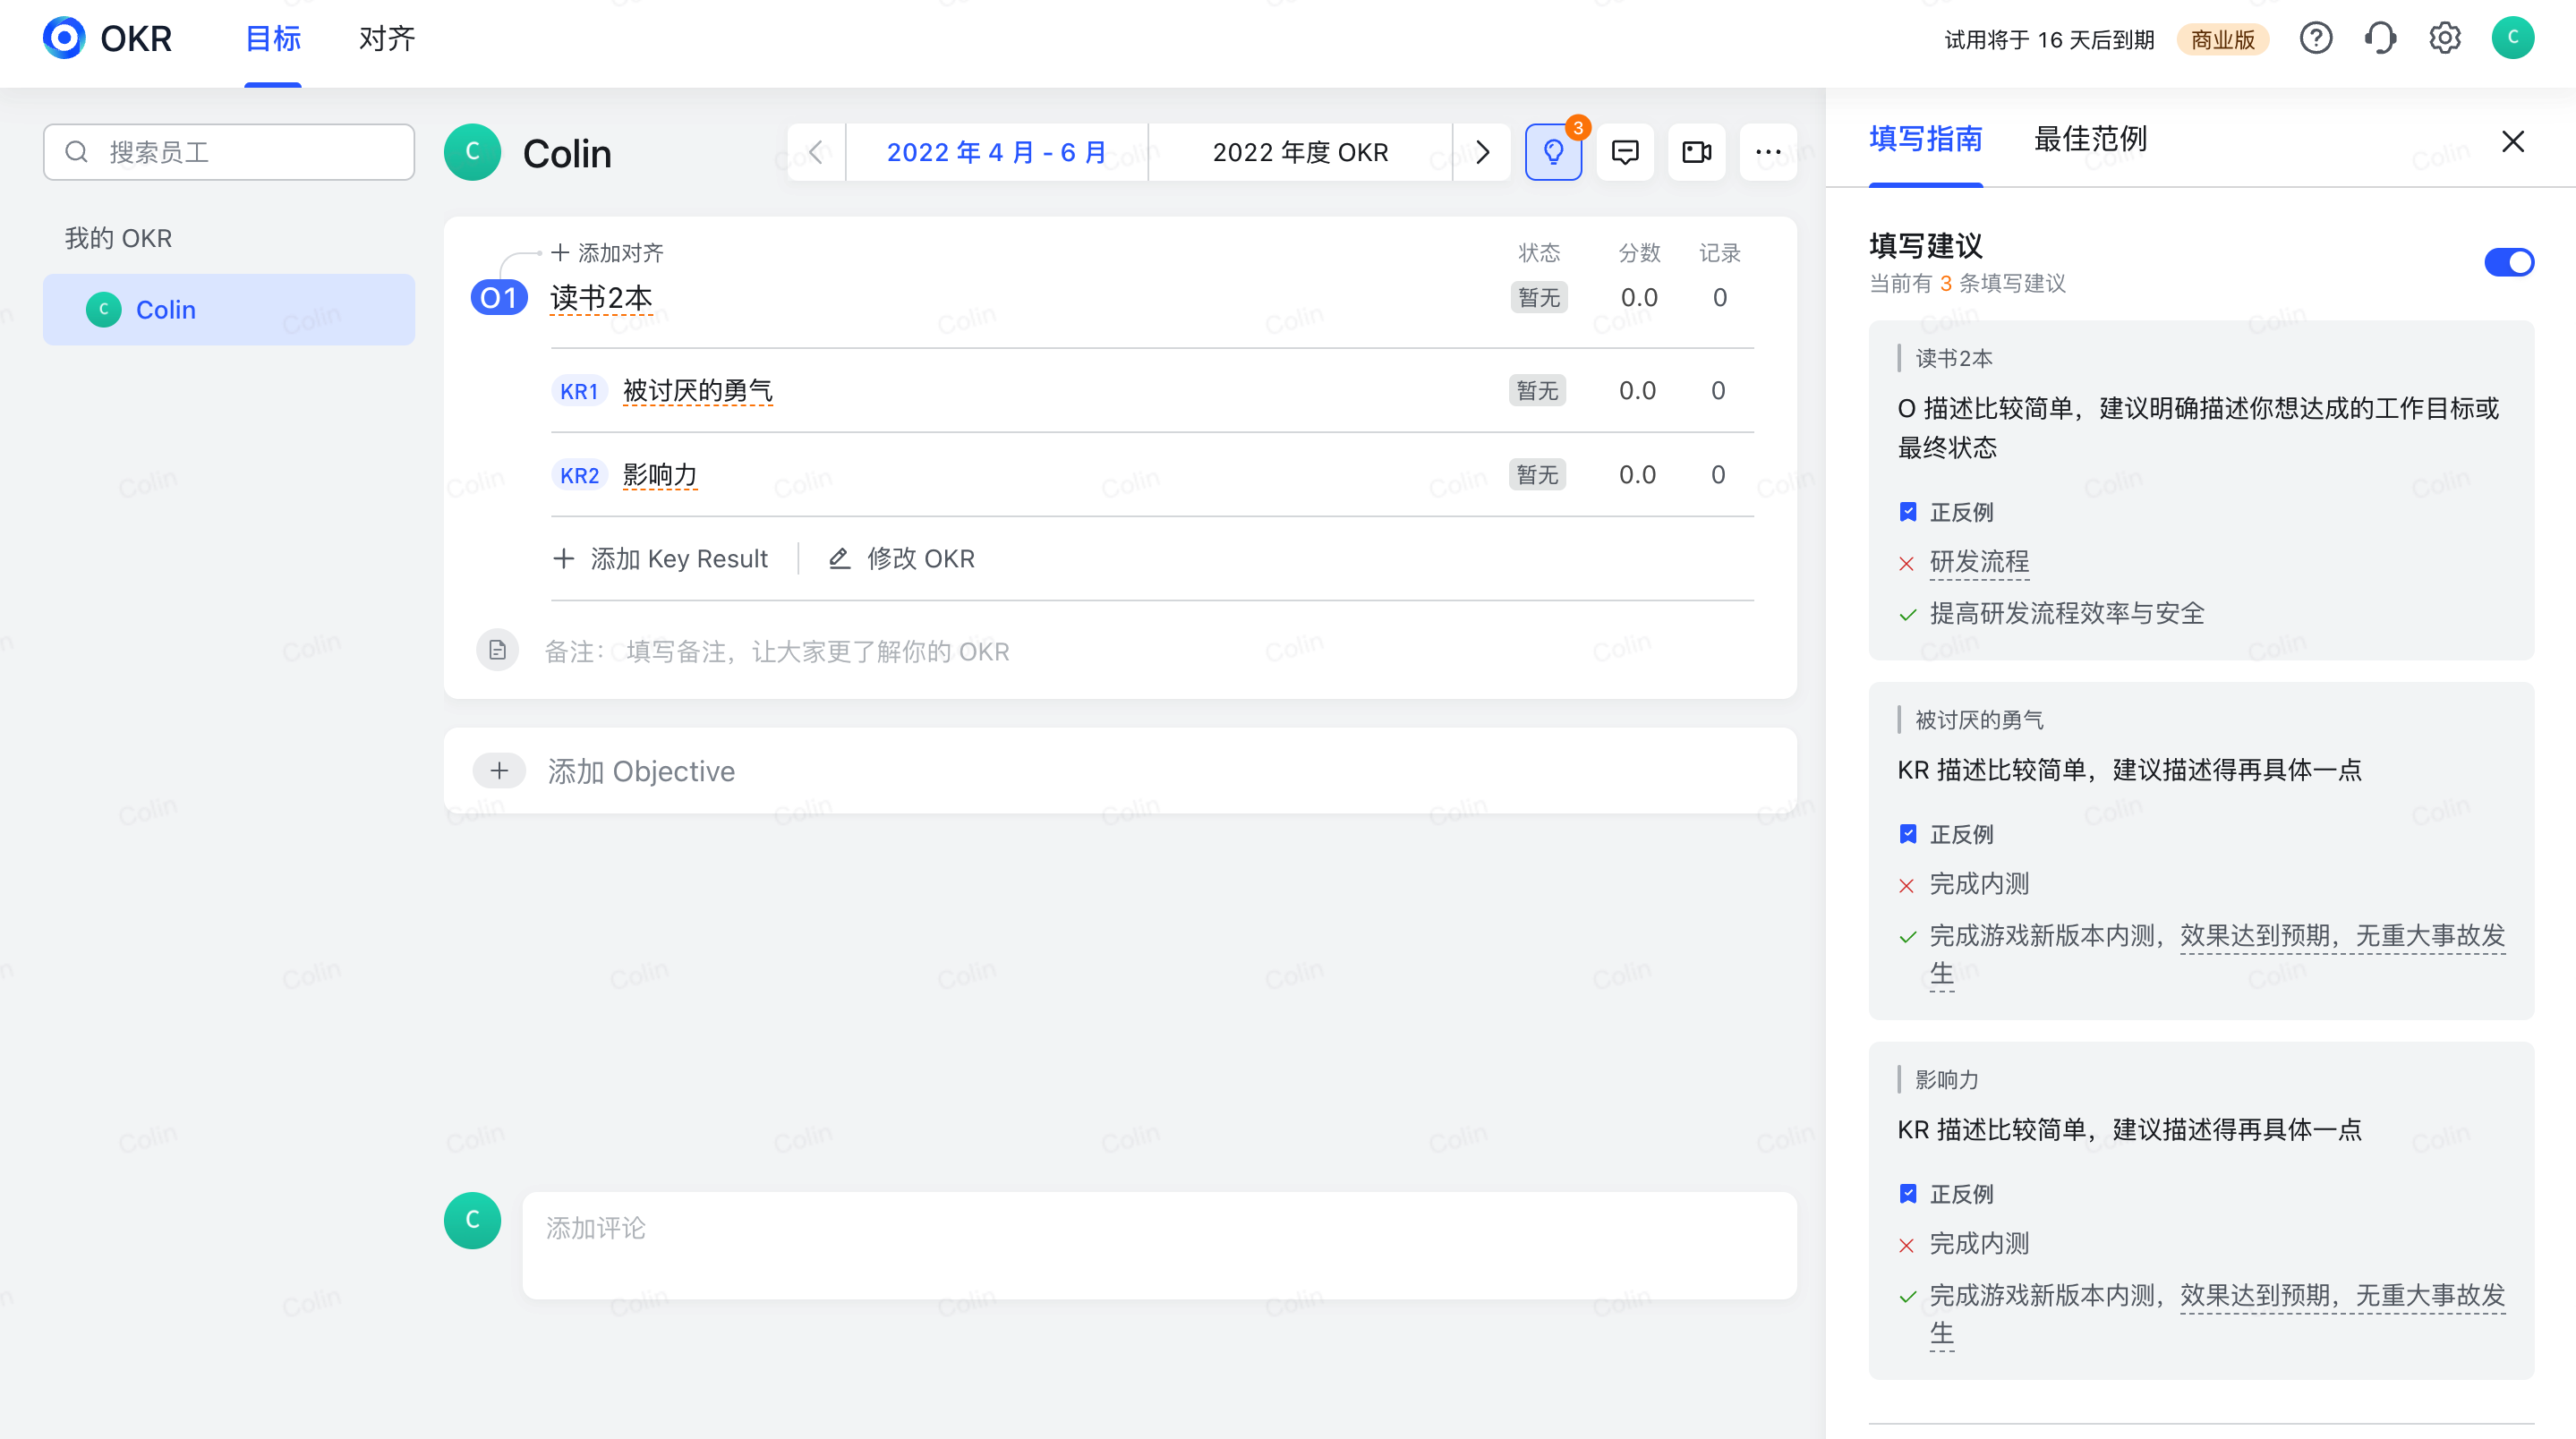 OKR
目标
对齐
试用将于 16 天后到期
商业版
C
搜索员工
我的 OKR
C
Colin
C
Colin
2022 年 4 月 - 6 月
2022 年度 OKR
3
添加对齐
状态
分数
记录
O1
读书2本
暂无
0.0
0
KR1
被讨厌的勇气
暂无
0.0
0
KR2
影响力
暂无
0.0
0
添加 Key Result
修改 OKR
备注： 填写备注，让大家更了解你的 OKR
添加 Objective
C
添加评论
填写指南
最佳范例
填写建议
当前有 3 条填写建议
读书2本
O 描述比较简单，建议明确描述你想达成的工作目标或
最终状态
正反例
研发流程
提高研发流程效率与安全
被讨厌的勇气
KR 描述比较简单，建议描述得再具体一点
正反例
完成内测
完成游戏新版本内测，效果达到预期，无重大事故发
生
影响力
KR 描述比较简单，建议描述得再具体一点
正反例
完成内测
完成游戏新版本内测，效果达到预期，无重大事故发
生